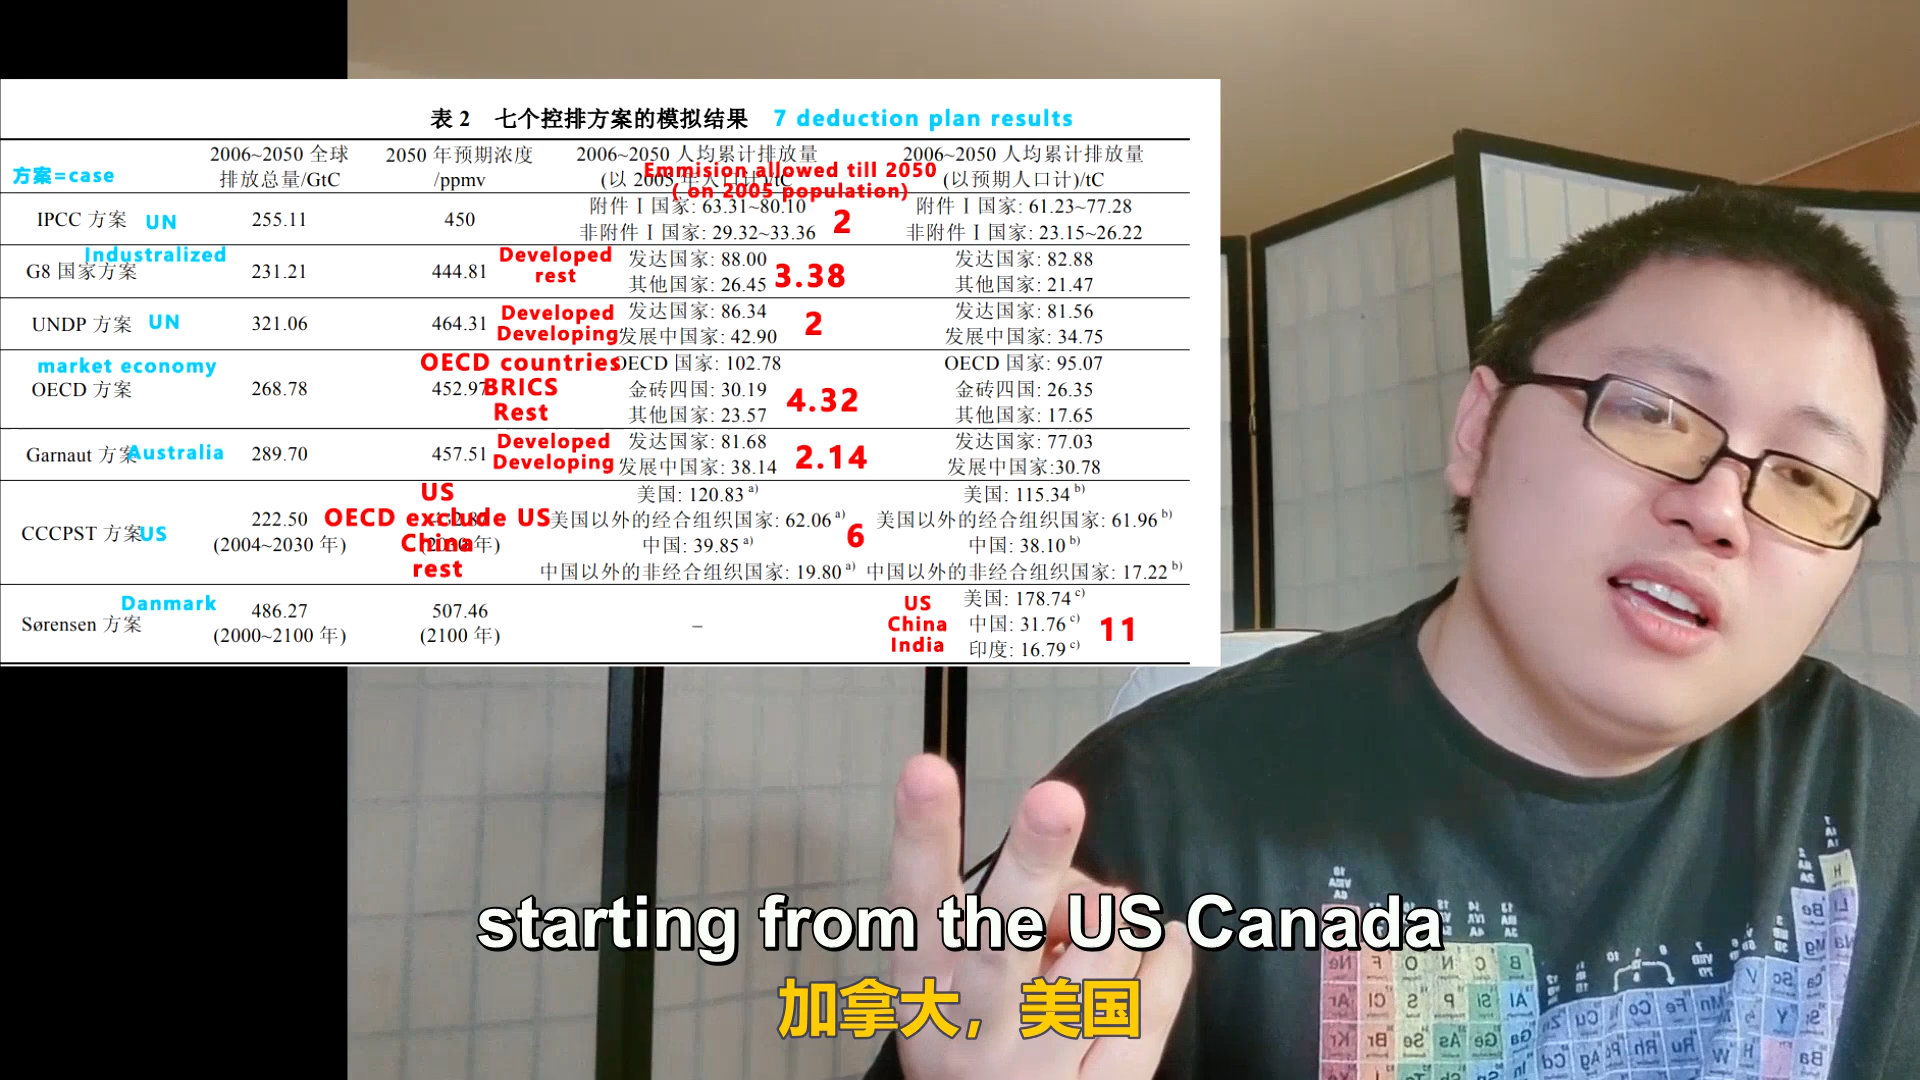 表 2 七个控排方案的模拟结果 7 deduction plan results
方案=case
2006~2050 全球
排放总量/GtC
2050 年预期浓度
/ppmv
2006~2050 人均累计排放量
(以 2005 年人口计)/tC
Emmision allowed till 2050
( on 2005 population)
2006~2050 人均累计排放量
(以预期人口计)/tC
IPCC 方案 UN
255.11
450
附件 I 国家: 63.31~80.10
非附件 I 国家: 29.32~33.36
2
附件 I 国家: 61.23~77.28
非附件 I 国家: 23.15~26.22
Industralized
G8 国家方案
231.21
444.81
Developed
rest
发达国家: 88.00
其他国家: 26.45
3.38
发达国家: 82.88
其他国家: 21.47
UNDP 方案 UN
321.06
464.31
Developed
Developing
发达国家: 86.34
发展中国家: 42.90
2
发达国家: 81.56
发展中国家: 34.75
market economy
OECD 方案
268.78
452.97
OECD countries
BRICS
Rest
OECD 国家: 102.78
金砖四国: 30.19
其他国家: 23.57
4.32
OECD 国家: 95.07
金砖四国: 26.35
其他国家: 17.65
Garnaut 方案 Australia
289.70
457.51
Developed
Developing
发达国家: 81.68
发展中国家: 38.14
2.14
发达国家: 77.03
发展中国家:30.78
CCCPST 方案 US
222.50
(2004~2030 年)
US
OECD exclude US
China
rest
美国: 120.83 a)
美国以外的经合组织国家: 62.06 a)
中国: 39.85 a)
中国以外的非经合组织国家: 19.80 a)
6
美国: 115.34 b)
美国以外的经合组织国家: 61.96 b)
中国: 38.10 b)
中国以外的非经合组织国家: 17.22 b)
Danmark
Sørensen 方案
486.27
(2000~2100 年)
507.46
(2100 年)
–
US
China
India
美国: 178.74 c)
中国: 31.76 c)
印度: 16.79 c)
11
starting from the US Canada
加拿大，美国